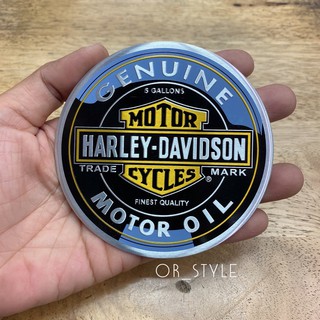 GENUINE
5 GALLONS
MOTOR
HARLEY-DAVIDSON
TRADE MARK
CYCLES®
FINEST QUALITY
MOTOR OIL
OR_STYLE